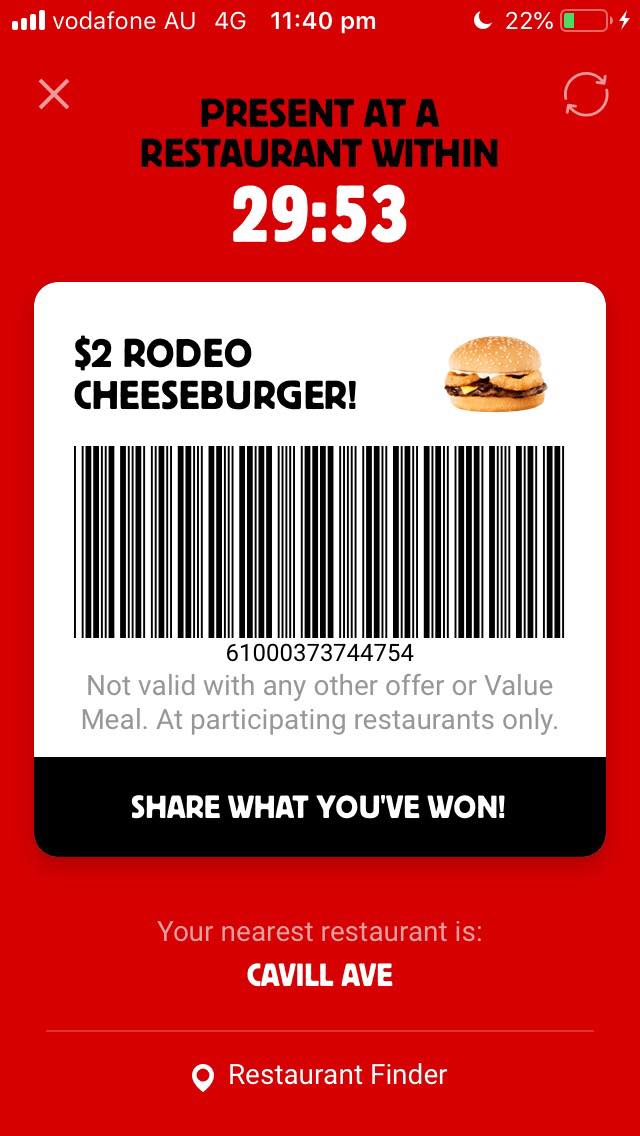 vodafone AU 4G 11:40 pm 22%
PRESENT AT A
RESTAURANT WITHIN
29:53
$2 RODEO
CHEESEBURGER!
61000373744754
Not valid with any other offer or Value
Meal. At participating restaurants only.
SHARE WHAT YOU'VE WON!
Your nearest restaurant is:
CAVILL AVE
Restaurant Finder